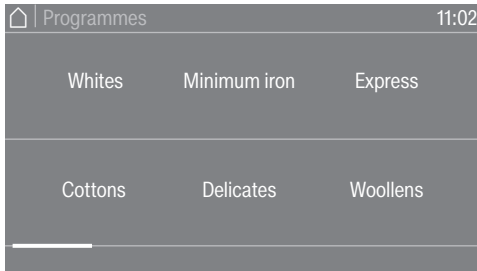 Programmes 11:02
Whites Minimum iron Express
Cottons Delicates Woollens